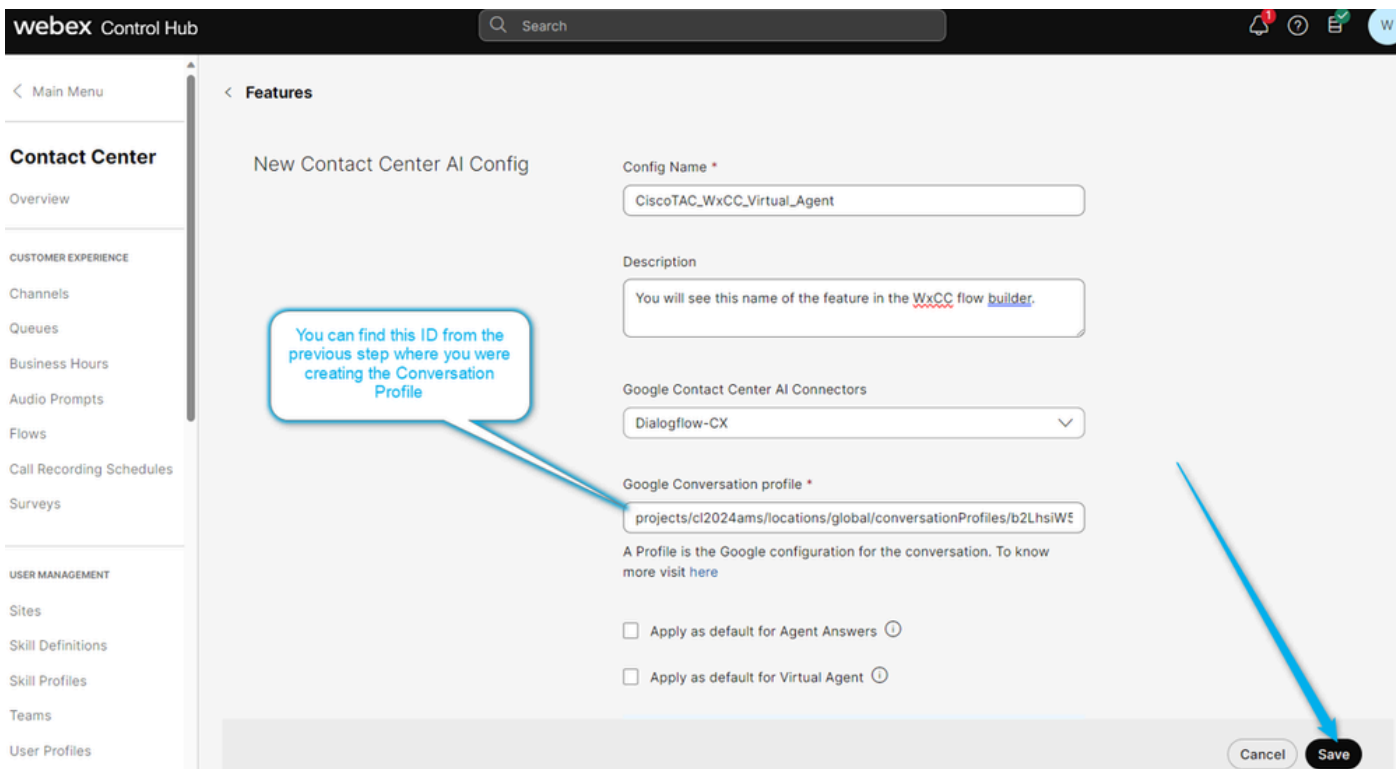 webex Control Hub
Search
1
W
Main Menu
Features
Contact Center
Overview
CUSTOMER EXPERIENCE
Channels
Queues
Business Hours
Audio Prompts
Flows
Call Recording Schedules
Surveys
USER MANAGEMENT
Sites
Skill Definitions
Skill Profiles
Teams
User Profiles
New Contact Center AI Config
Config Name *
CiscoTAC_WxCC_Virtual_Agent
Description
You will see this name of the feature in the WxCC flow builder.
You can find this ID from the
previous step where you were
creating the Conversation
Profile
Google Contact Center AI Connectors
Dialogflow-CX
Google Conversation profile *
projects/cl2024ams/locations/global/conversationProfiles/b2LhsiW5
A Profile is the Google configuration for the conversation. To know
more visit here
Apply as default for Agent Answers
Apply as default for Virtual Agent
Cancel
Save